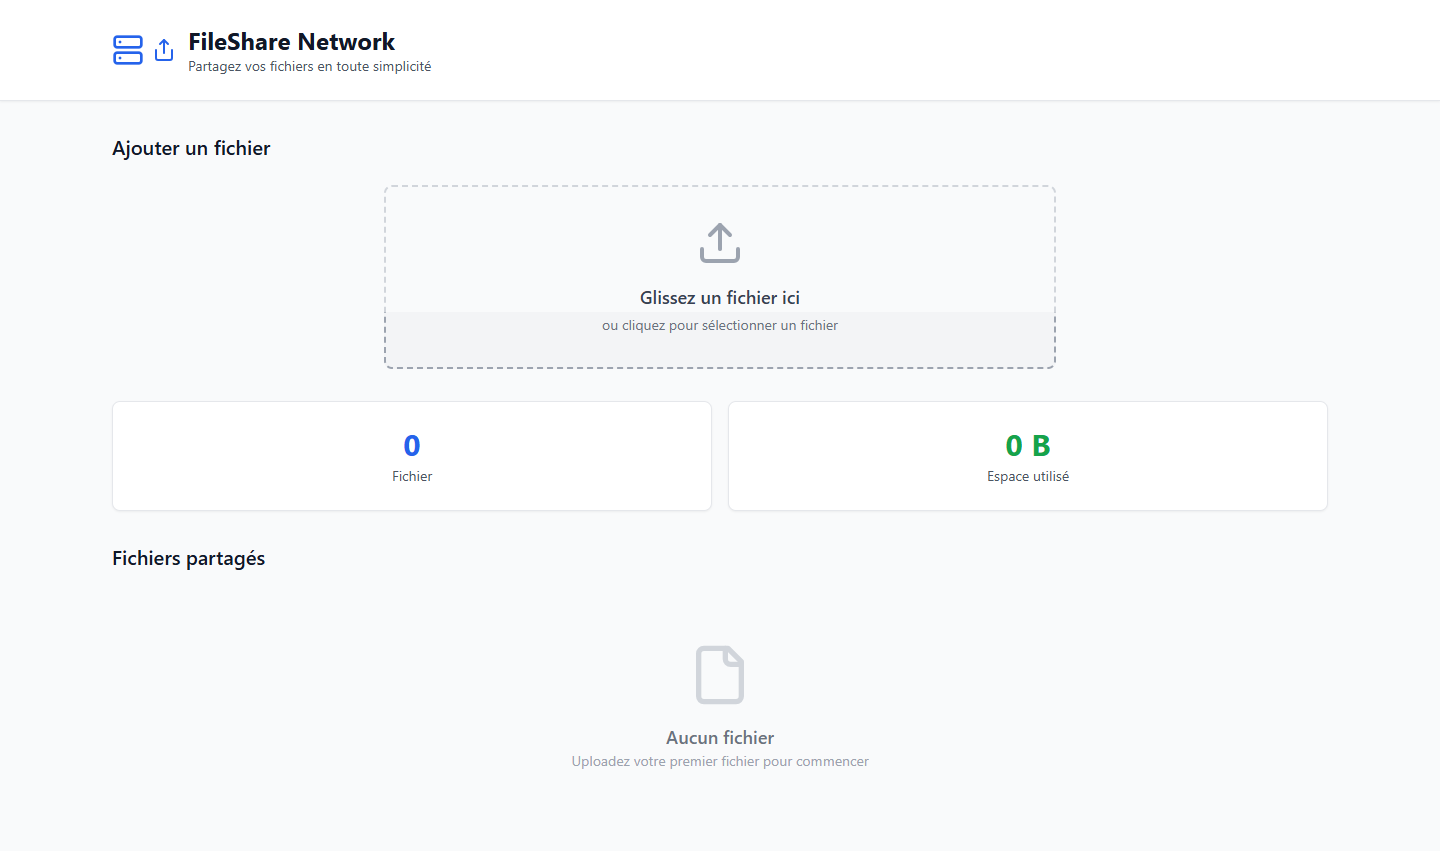 FileShare Network
Partagez vos fichiers en toute simplicité
Ajouter un fichier
Glissez un fichier ici
ou cliquez pour sélectionner un fichier
0
Fichier
0 B
Espace utilisé
Fichiers partagés
Aucun fichier
Uploadez votre premier fichier pour commencer